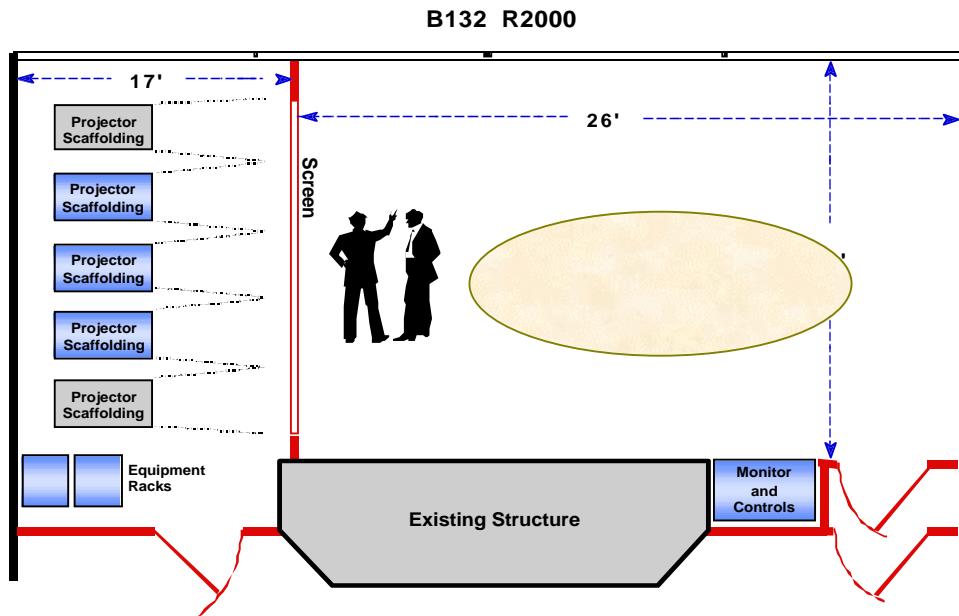 B132 R2000
17'
26'
Projector
Scaffolding
Projector
Scaffolding
Projector
Scaffolding
Projector
Scaffolding
Projector
Scaffolding
Screen
'
Equipment
Racks
Existing Structure
Monitor
and
Controls